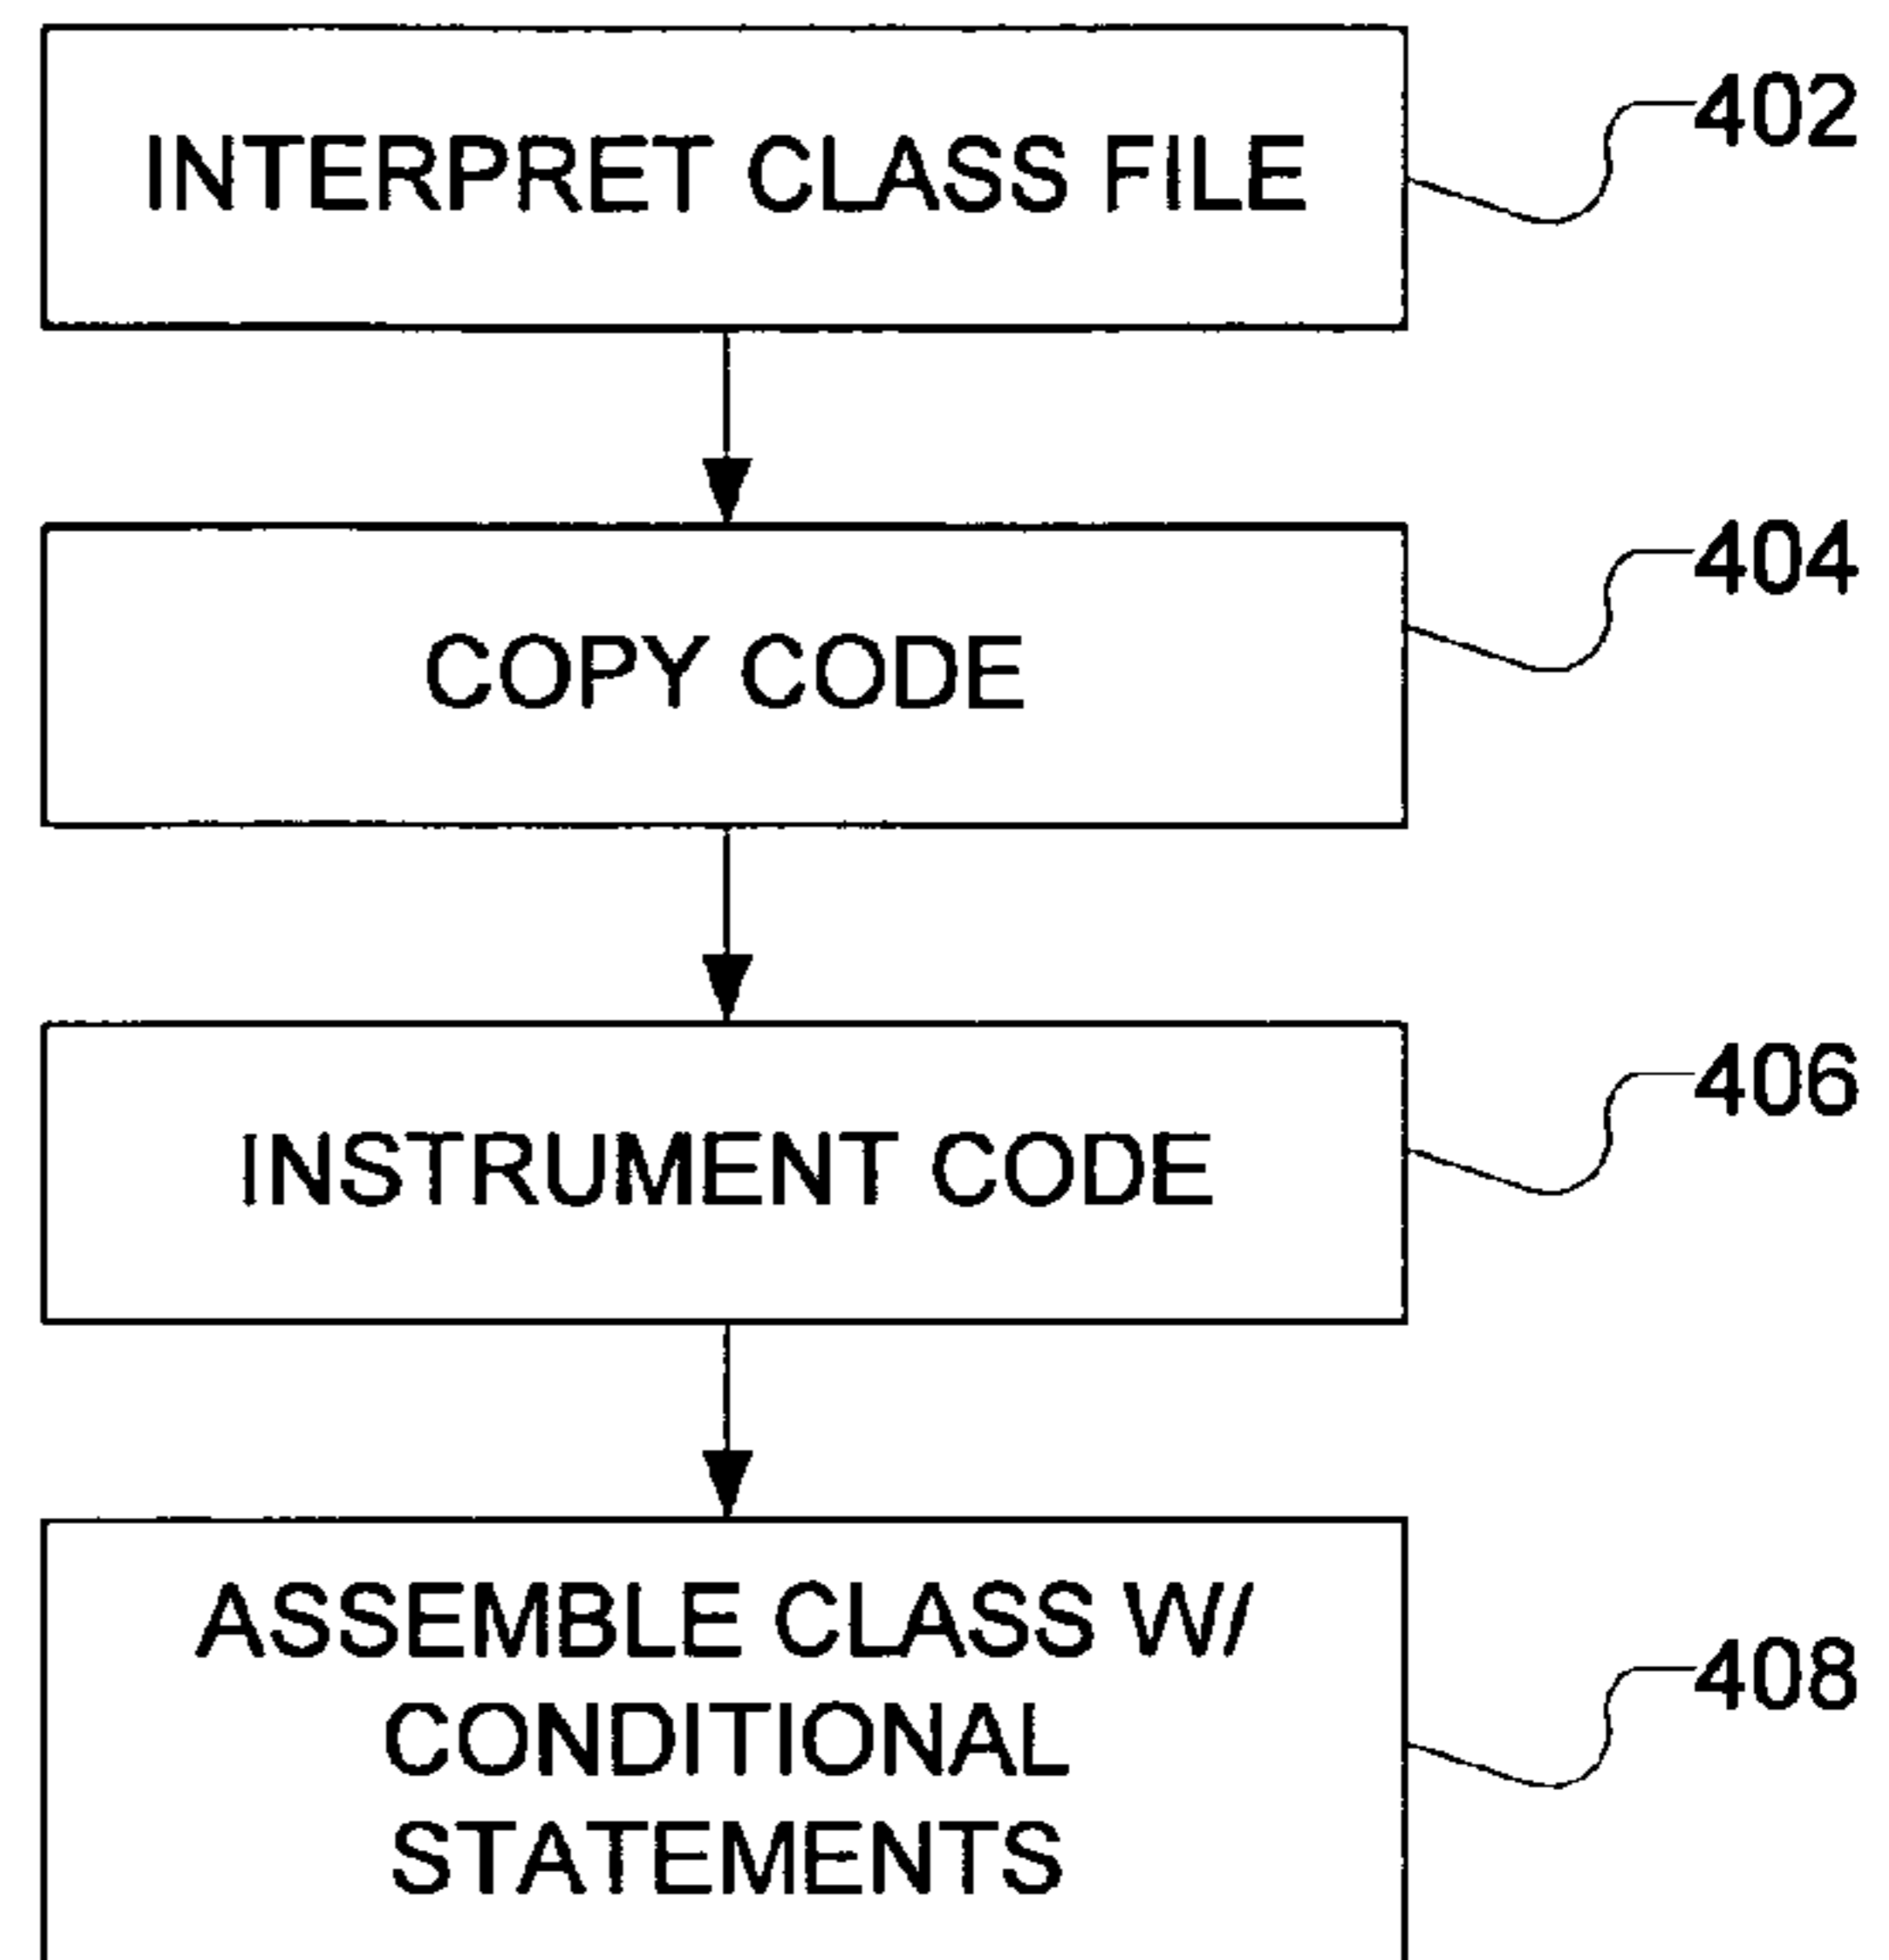 INTERPRET CLASS FILE
402
COPY CODE
404
INSTRUMENT CODE
406
ASSEMBLE CLASS W/
CONDITIONAL
STATEMENTS
408